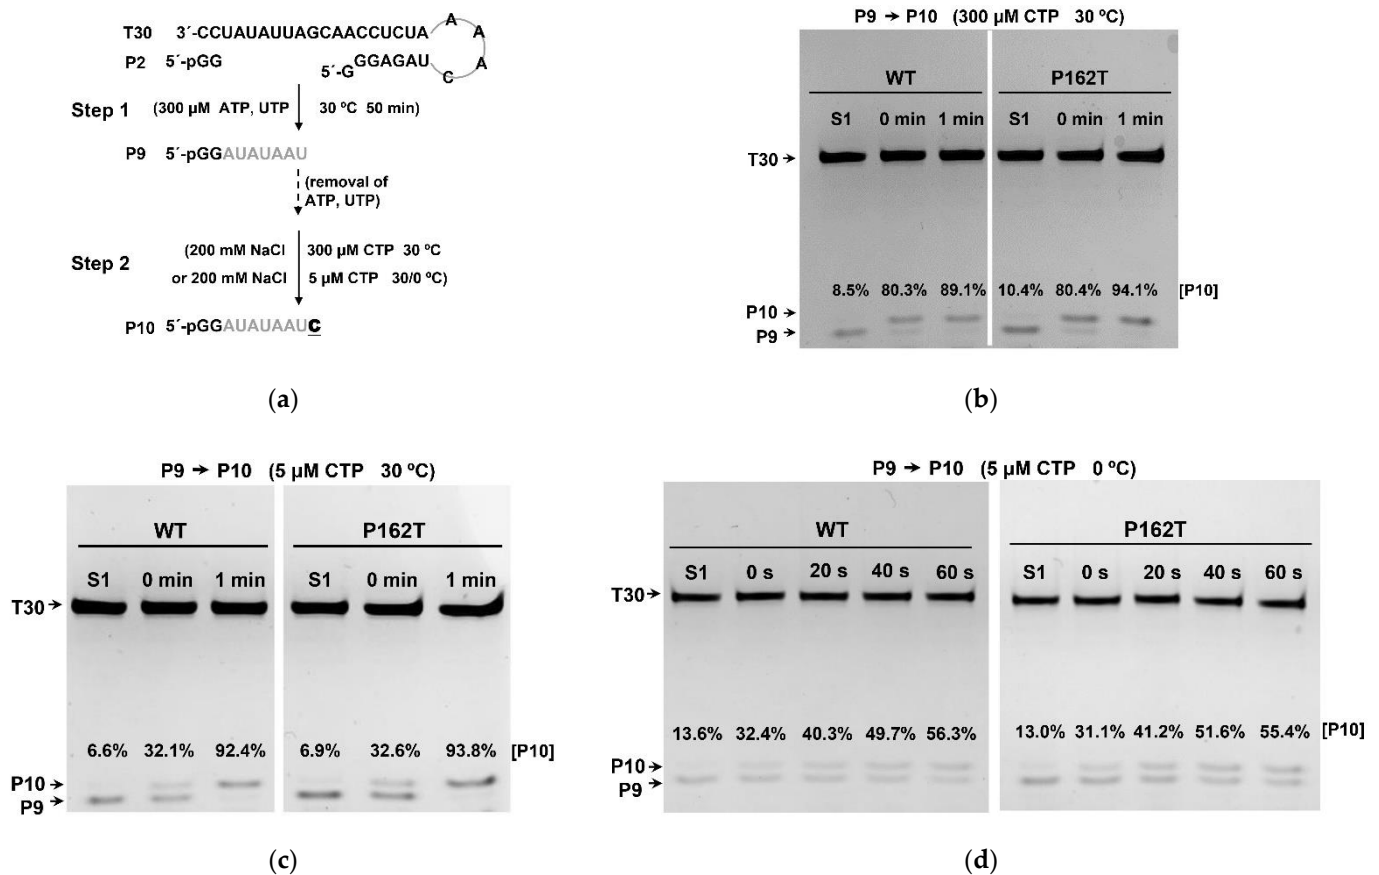 T30 3´-CCUAUAUUAGCAACCUCUA A A A C
P2 5´-pGG 5´-G GGAGAU
Step 1 (300 µM ATP, UTP 30 ºC 50 min)
P9 5´-pGGAUAUAAU
(removal of
ATP, UTP)
Step 2
(200 mM NaCl 300 µM CTP 30 ºC
or 200 mM NaCl 5 µM CTP 30/0 ºC)
P10 5´-pGGAUAUAAUC
(a)
P9 → P10 (300 µM CTP 30 ºC)
WT P162T
S1 0 min 1 min S1 0 min 1 min
T30
8.5% 80.3% 89.1% 10.4% 80.4% 94.1% [P10]
P10
P9
(b)
P9 → P10 (5 µM CTP 30 ºC)
WT P162T
S1 0 min 1 min S1 0 min 1 min
T30
6.6% 32.1% 92.4% 6.9% 32.6% 93.8% [P10]
P10
P9
(c)
P9 → P10 (5 µM CTP 0 ºC)
WT P162T
S1 0 s 20 s 40 s 60 s S1 0 s 20 s 40 s 60 s
T30
13.6% 32.4% 40.3% 49.7% 56.3% 13.0% 31.1% 41.2% 51.6% 55.4% [P10]
P10
P9
(d)